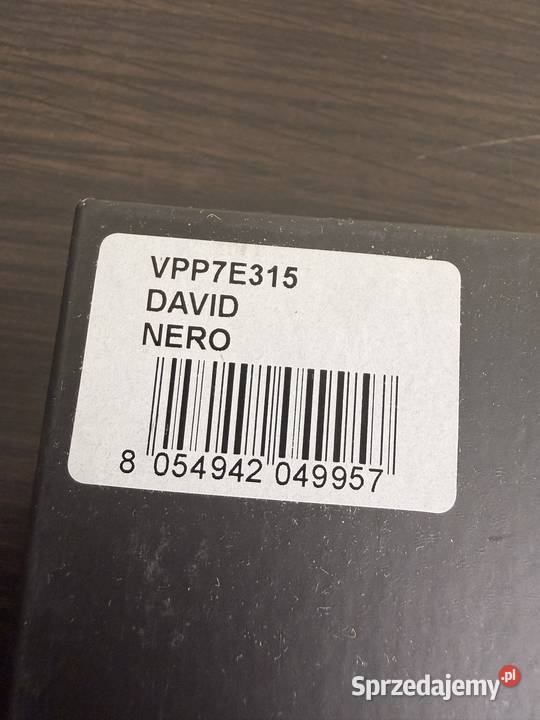 VPP7E315
DAVID
NERO
8 054942 049957
Sprzedajemy.pl